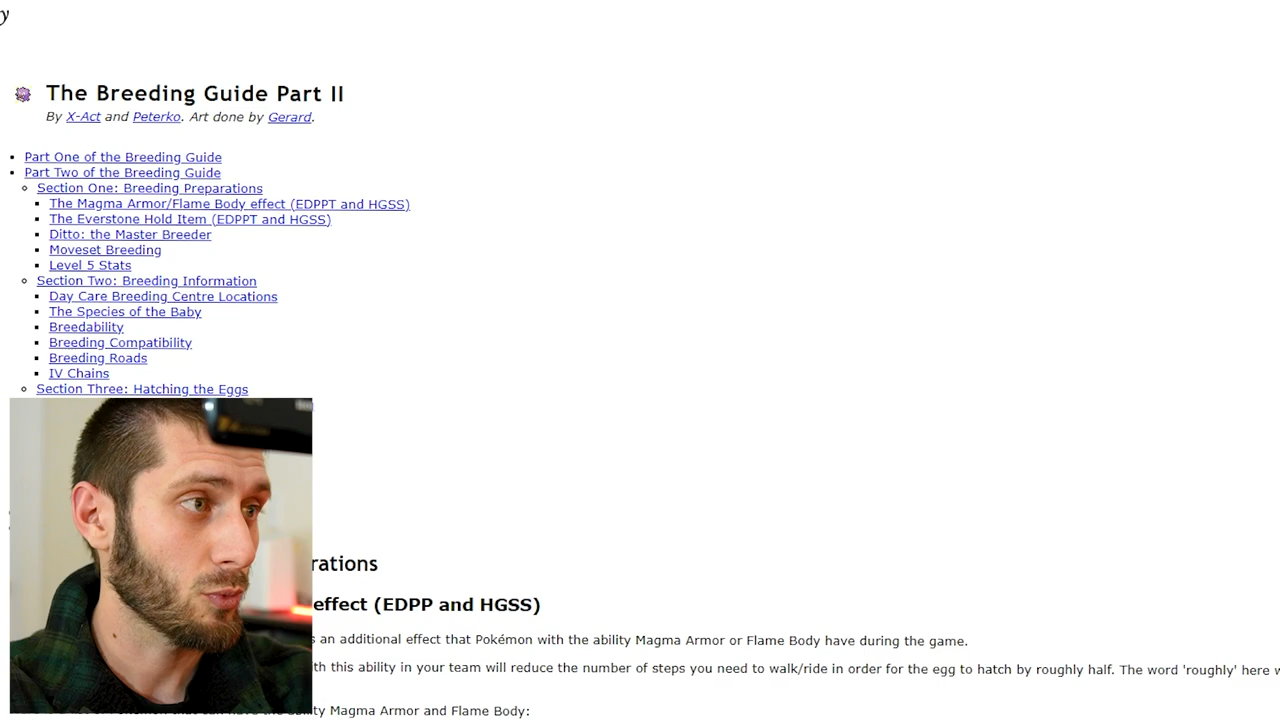 y
The Breeding Guide Part II
By X-Act and Peterko. Art done by Gerard.
Part One of the Breeding Guide
Part Two of the Breeding Guide
Section One: Breeding Preparations
The Magma Armor/Flame Body effect (EDPPT and HGSS)
The Everstone Hold Item (EDPPT and HGSS)
Ditto: the Master Breeder
Moveset Breeding
Level 5 Stats
Section Two: Breeding Information
Day Care Breeding Centre Locations
The Species of the Baby
Breedability
Breeding Compatibility
Breeding Roads
IV Chains
Section Three: Hatching the Eggs
rations
effect (EDPP and HGSS)
s an additional effect that Pokémon with the ability Magma Armor or Flame Body have during the game.
th this ability in your team will reduce the number of steps you need to walk/ride in order for the egg to hatch by roughly half. The word 'roughly' here w
ity Magma Armor and Flame Body: